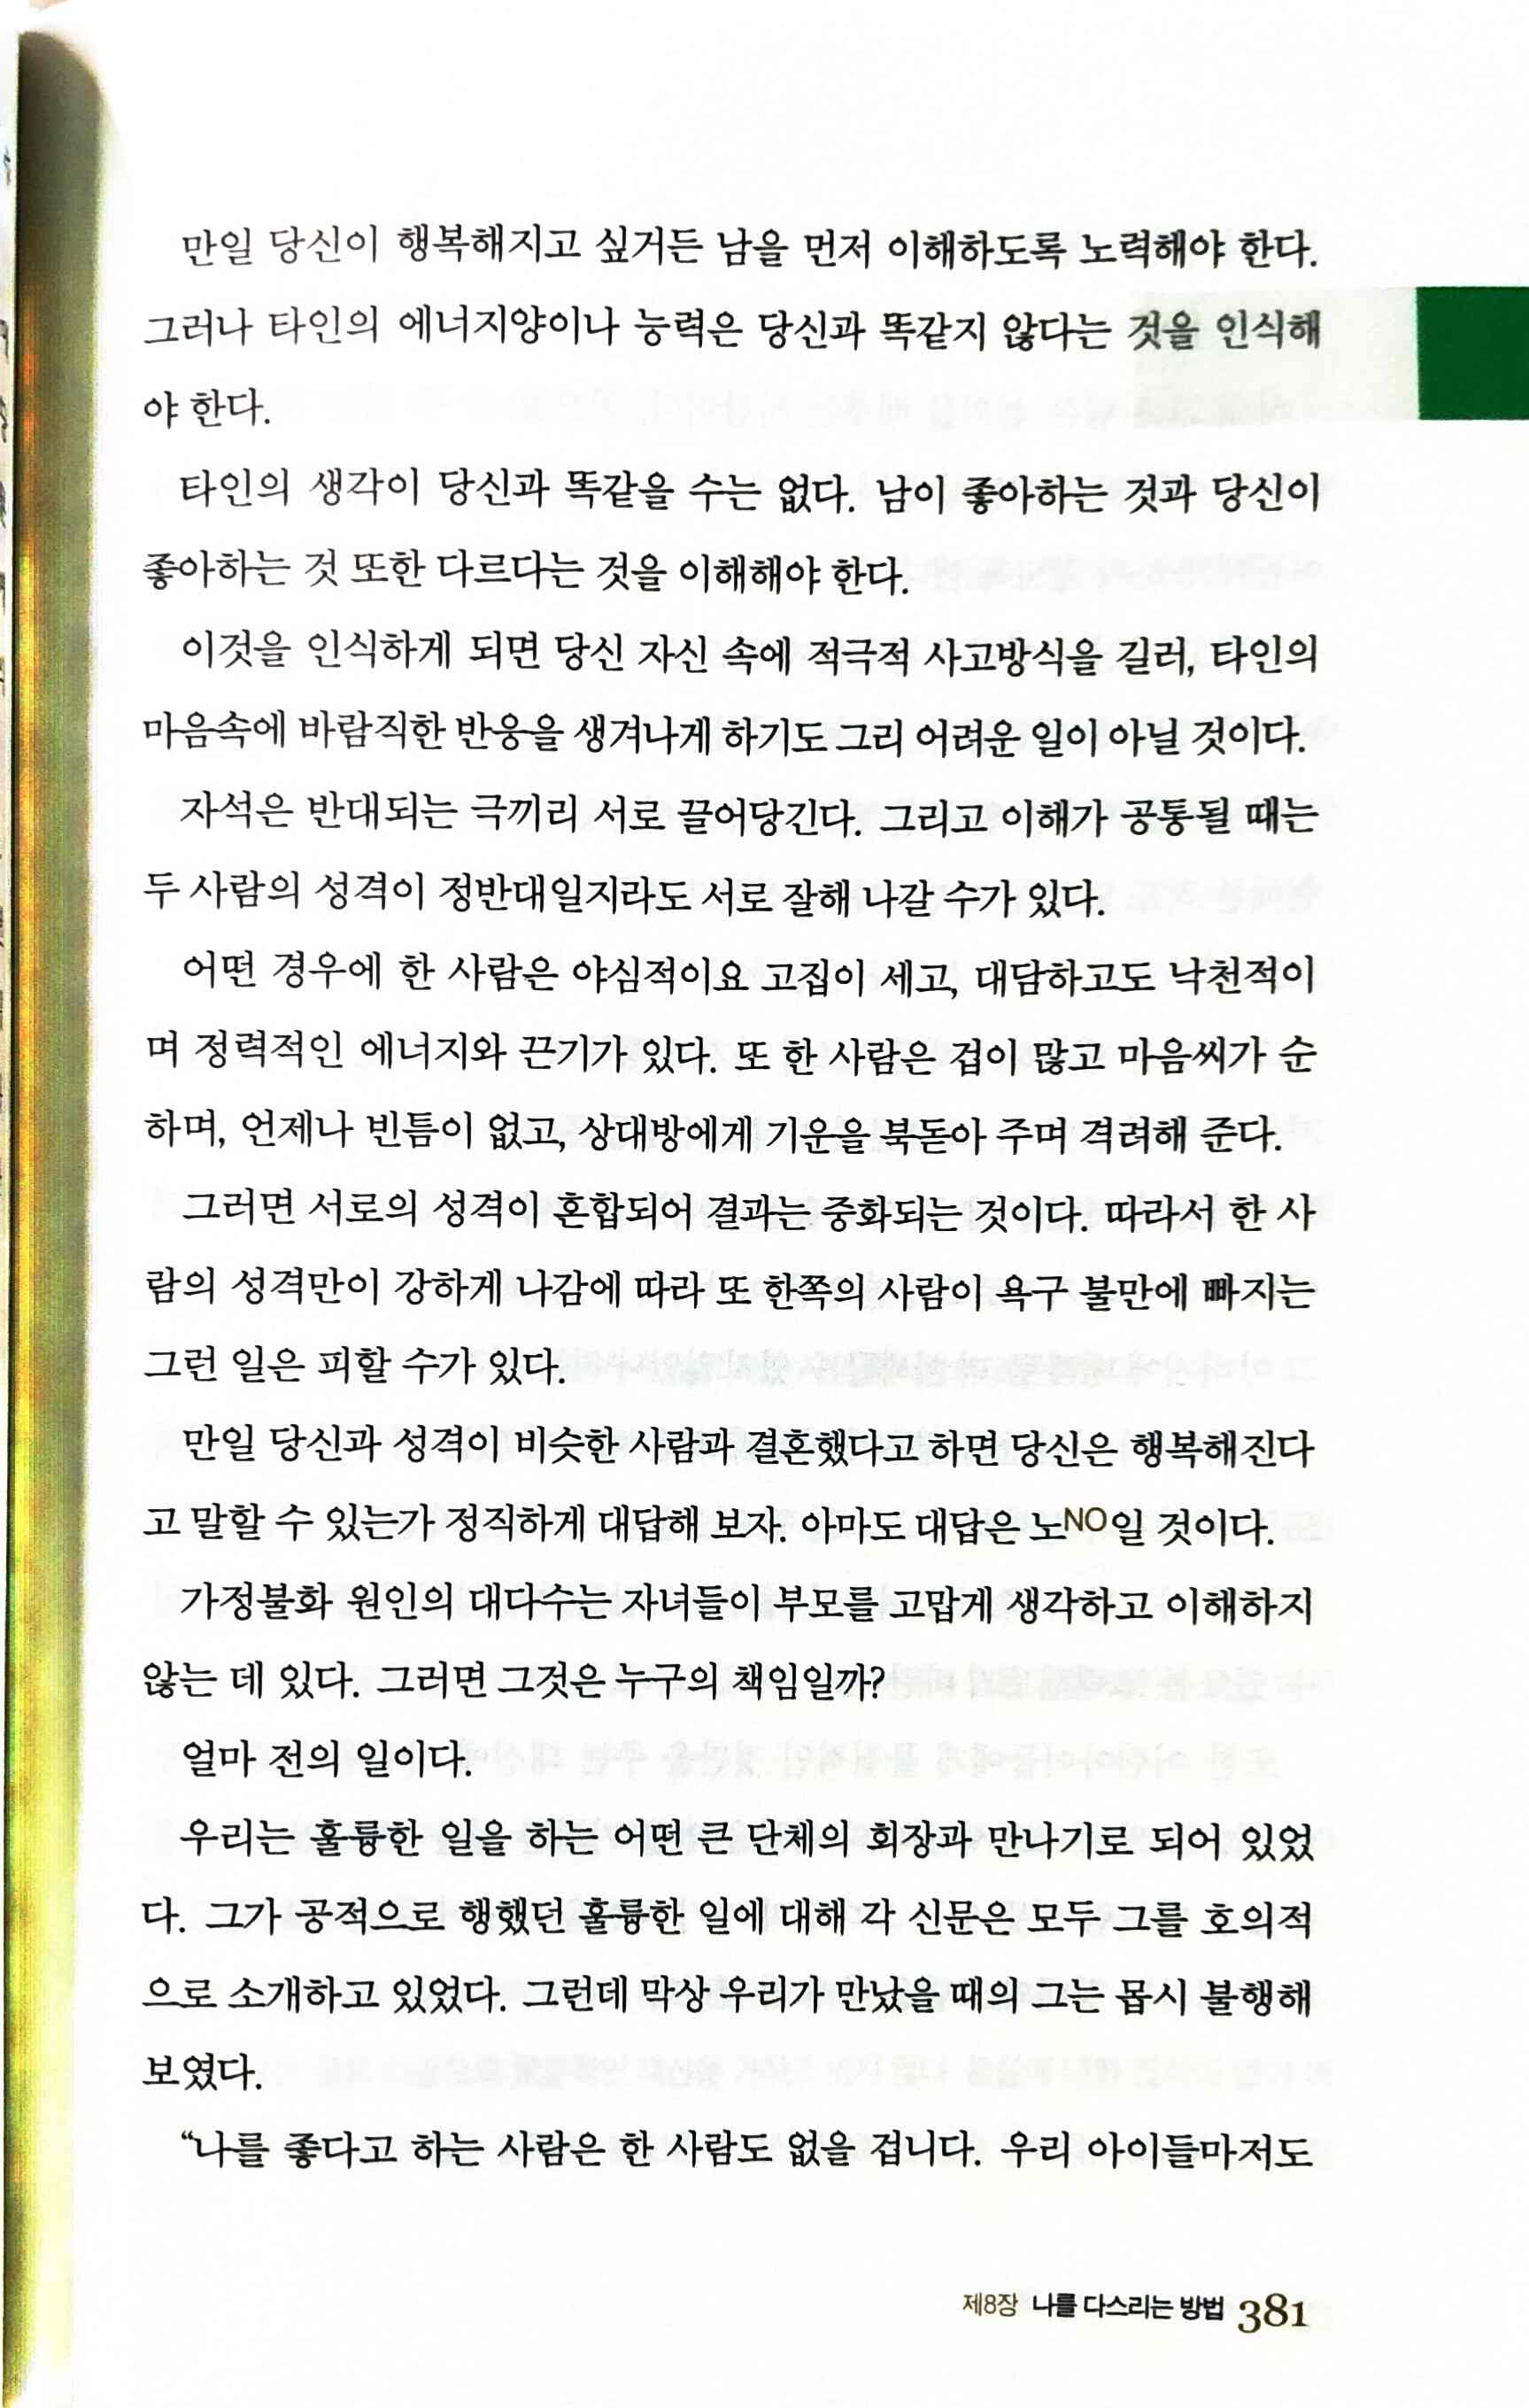 만일 당신이 행복해지고 싶거든 남을 먼저 이해하도록 노력해야 한다.
그러나 타인의 에너지양이나 능력은 당신과 똑같지 않다는 것을 인식해
야 한다.
타인의 생각이 당신과 똑같을 수는 없다. 남이 좋아하는 것과 당신이
좋아하는 것 또한 다르다는 것을 이해해야 한다.
이것을 인식하게 되면 당신 자신 속에 적극적 사고방식을 길러, 타인의
마음속에 바람직한 반응을 생겨나게 하기도 그리 어려운 일이 아닐 것이다.
자석은 반대되는 극끼리 서로 끌어당긴다. 그리고 이해가 공통될 때는
두 사람의 성격이 정반대일지라도 서로 잘해 나갈 수가 있다.
어떤 경우에 한 사람은 야심적이요 고집이 세고, 대담하고도 낙천적이
며 정력적인 에너지와 끈기가 있다. 또 한 사람은 겁이 많고 마음씨가 순
하며, 언제나 빈틈이 없고, 상대방에게 기운을 북돋아 주며 격려해 준다.
그러면 서로의 성격이 혼합되어 결과는 중화되는 것이다. 따라서 한 사
람의 성격만이 강하게 나감에 따라 또 한쪽의 사람이 욕구 불만에 빠지는
그런 일은 피할 수가 있다.
만일 당신과 성격이 비슷한 사람과 결혼했다고 하면 당신은 행복해진다
고 말할 수 있는가 정직하게 대답해 보자. 아마도 대답은 노NO일 것이다.
가정불화 원인의 대다수는 자녀들이 부모를 고맙게 생각하고 이해하지
않는 데 있다. 그러면 그것은 누구의 책임일까?
얼마 전의 일이다.
우리는 훌륭한 일을 하는 어떤 큰 단체의 회장과 만나기로 되어 있었
다. 그가 공적으로 행했던 훌륭한 일에 대해 각 신문은 모두 그를 호의적
으로 소개하고 있었다. 그런데 막상 우리가 만났을 때의 그는 몹시 불행해
보였다.
“나를 좋다고 하는 사람은 한 사람도 없을 겁니다. 우리 아이들마저도
제8장 나를 다스리는 방법 381